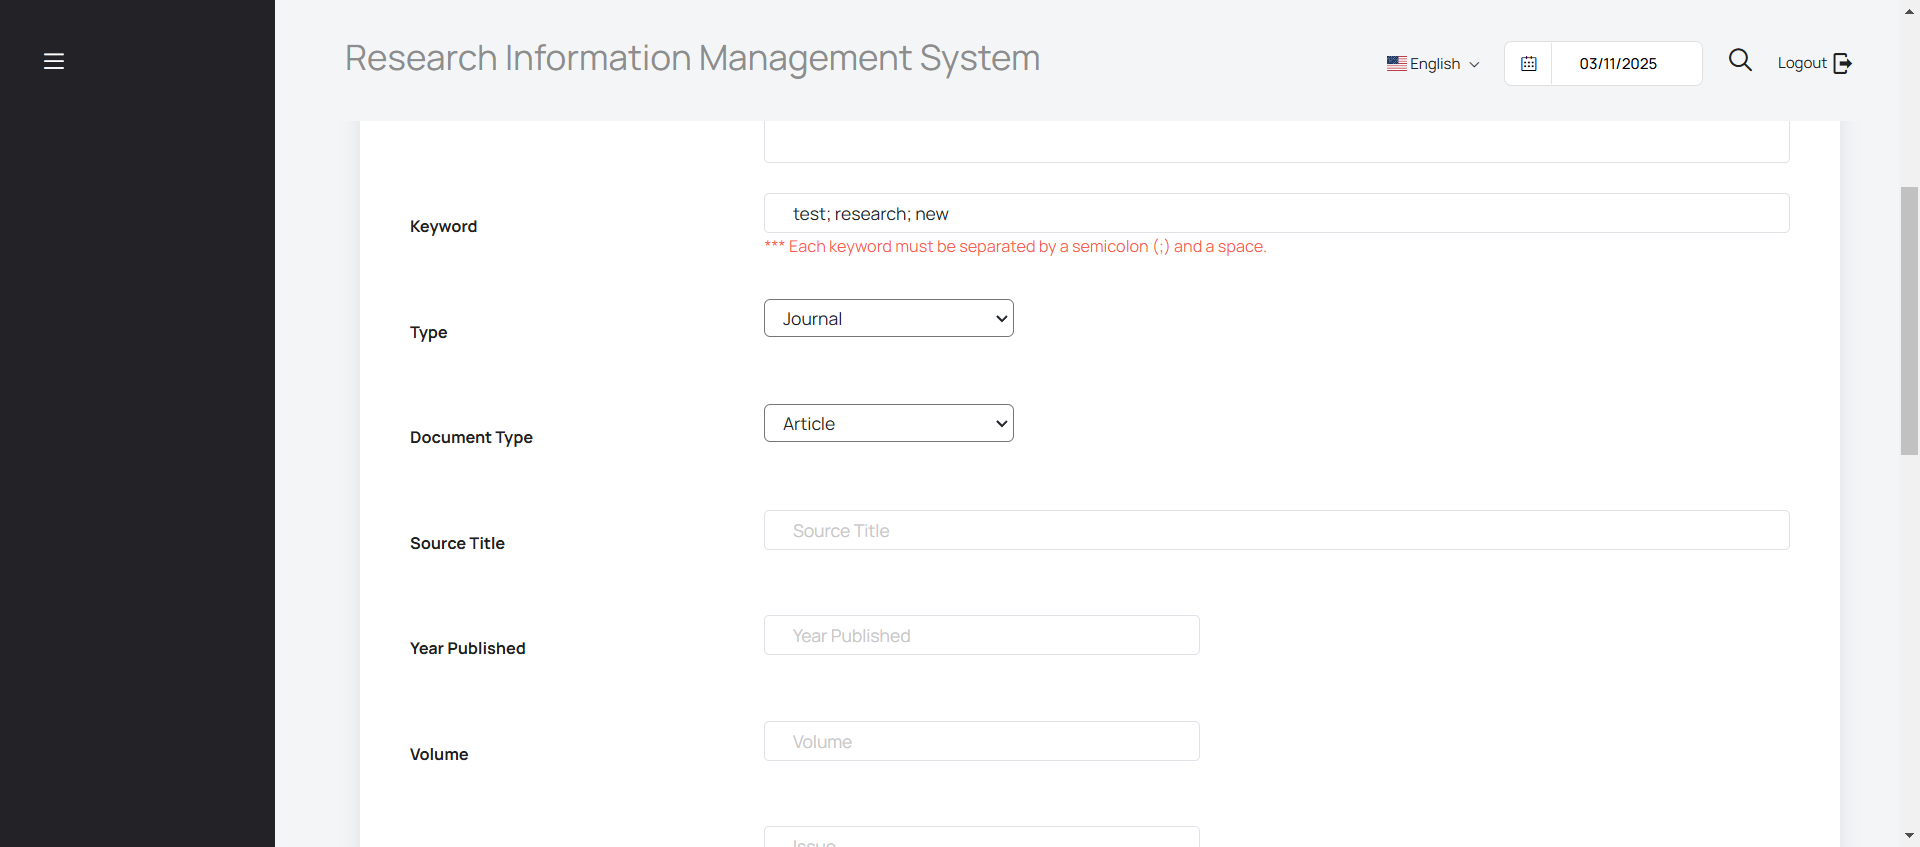 Research Information Management System
English
03/11/2025
Logout
Keyword
test; research; new
*** Each keyword must be separated by a semicolon (;) and a space.
Type
Journal
Document Type
Article
Source Title
Source Title
Year Published
Year Published
Volume
Volume
Issue